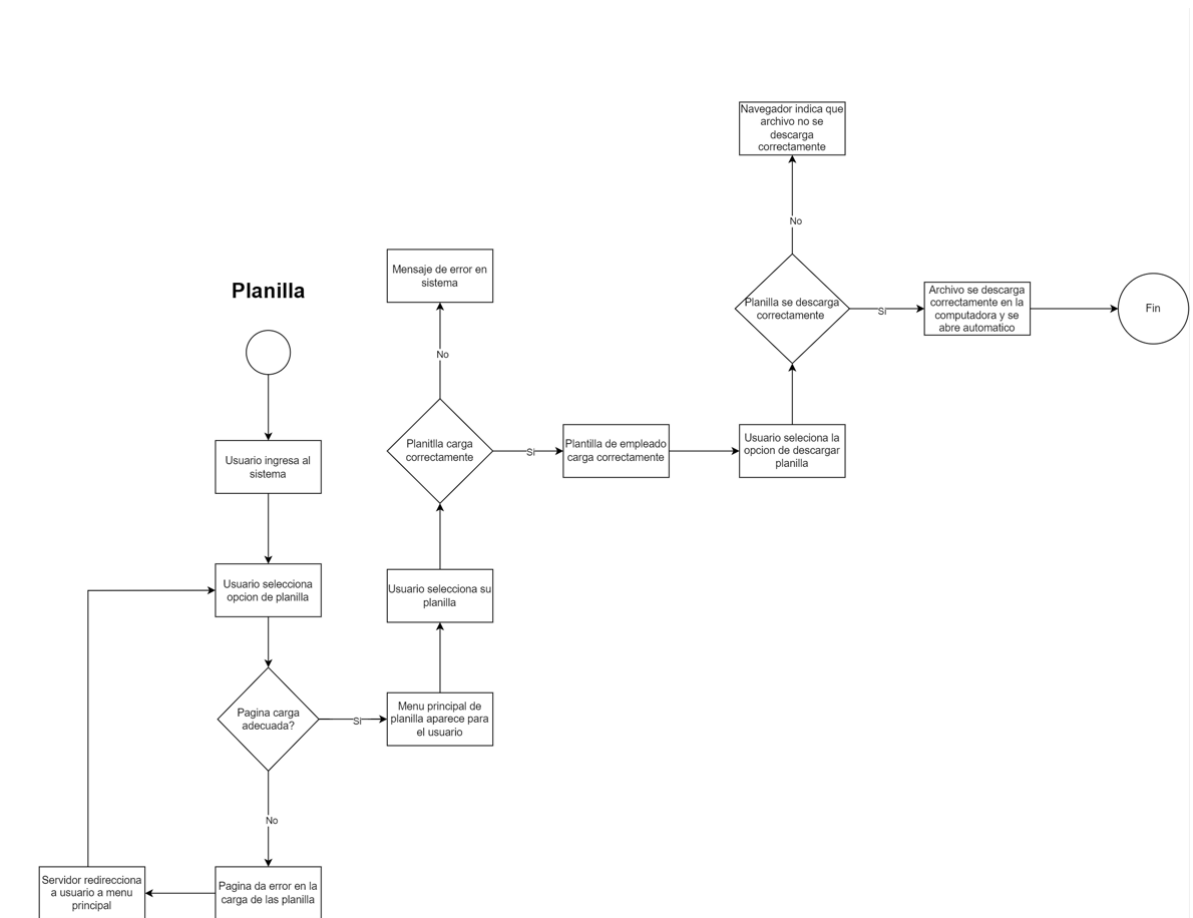 Planilla
Usuario ingresa al
sistema
Usuario selecciona
opcion de planilla
Pagina carga
adecuada?
No
Pagina da error en la
carga de las planilla
Servidor redirecciona
a usuario a menu
principal
Si
Menu principal de
planilla aparece para
el usuario
Usuario selecciona su
planilla
Planitlla carga
correctamente
No
Mensaje de error en
sistema
Si
Plantilla de empleado
carga correctamente
Usuario seleciona la
opcion de descargar
planilla
Planilla se descarga
correctamente
No
Navegador indica que
archivo no se
descarga
correctamente
Si
Archivo se descarga
correctamente en la
computadora y se
abre automatico
Fin